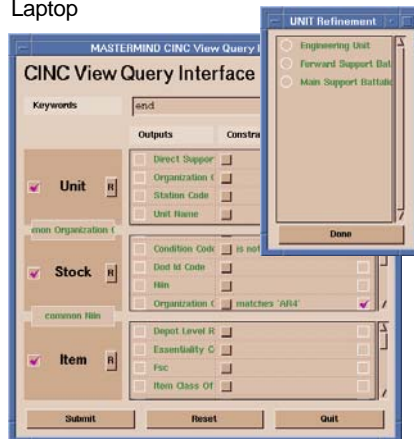 Laptop
UNIT Refinement
Engineering Unit
Forward Support Bat
Main Support Battalic
Done
MASTERMIND CINC View Query I
CINC View Query Interface
Keywords
end
Outputs
Constra
Unit
R
Direct Suppor
Organization C
Station Code
Unit Name
mon Organization C
Stock
R
Condition Code
is not
Dod Id Code
Niin
Organization C
matches 'AR4'
common Niin
Item
R
Depot Level R
Essentiality C
Fsc
Item Class Of
Submit
Reset
Quit